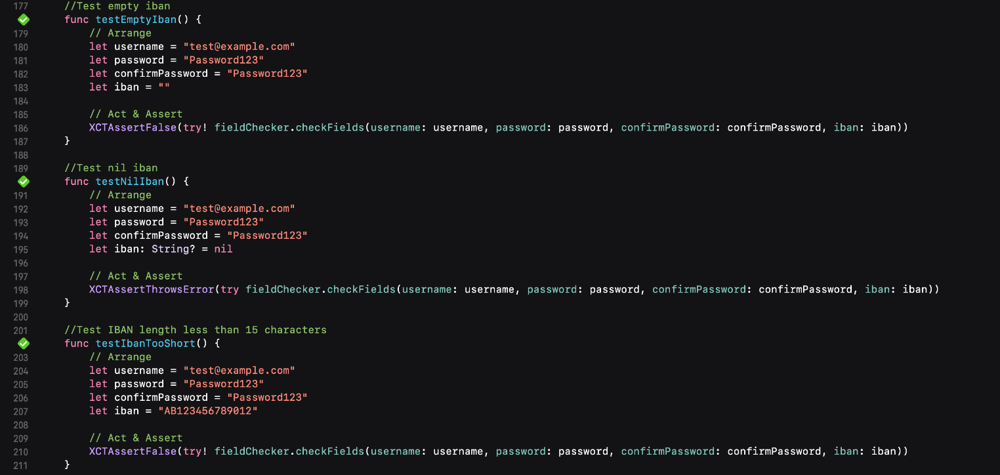 177 //Test empty iban
func testEmptyIban() {
179 // Arrange
180 let username = "test@example.com"
181 let password = "Password123"
182 let confirmPassword = "Password123"
183 let iban = ""
184
185 // Act & Assert
186 XCTAssertFalse(try! fieldChecker.checkFields(username: username, password: password, confirmPassword: confirmPassword, iban: iban))
187 }
188
189 //Test nil iban
func testNilIban() {
191 // Arrange
192 let username = "test@example.com"
193 let password = "Password123"
194 let confirmPassword = "Password123"
195 let iban: String? = nil
196
197 // Act & Assert
198 XCTAssertThrowsError(try fieldChecker.checkFields(username: username, password: password, confirmPassword: confirmPassword, iban: iban))
199 }
200
201 //Test IBAN length less than 15 characters
func testIbanTooShort() {
203 // Arrange
204 let username = "test@example.com"
205 let password = "Password123"
206 let confirmPassword = "Password123"
207 let iban = "AB123456789012"
208
209 // Act & Assert
210 XCTAssertFalse(try! fieldChecker.checkFields(username: username, password: password, confirmPassword: confirmPassword, iban: iban))
211 }